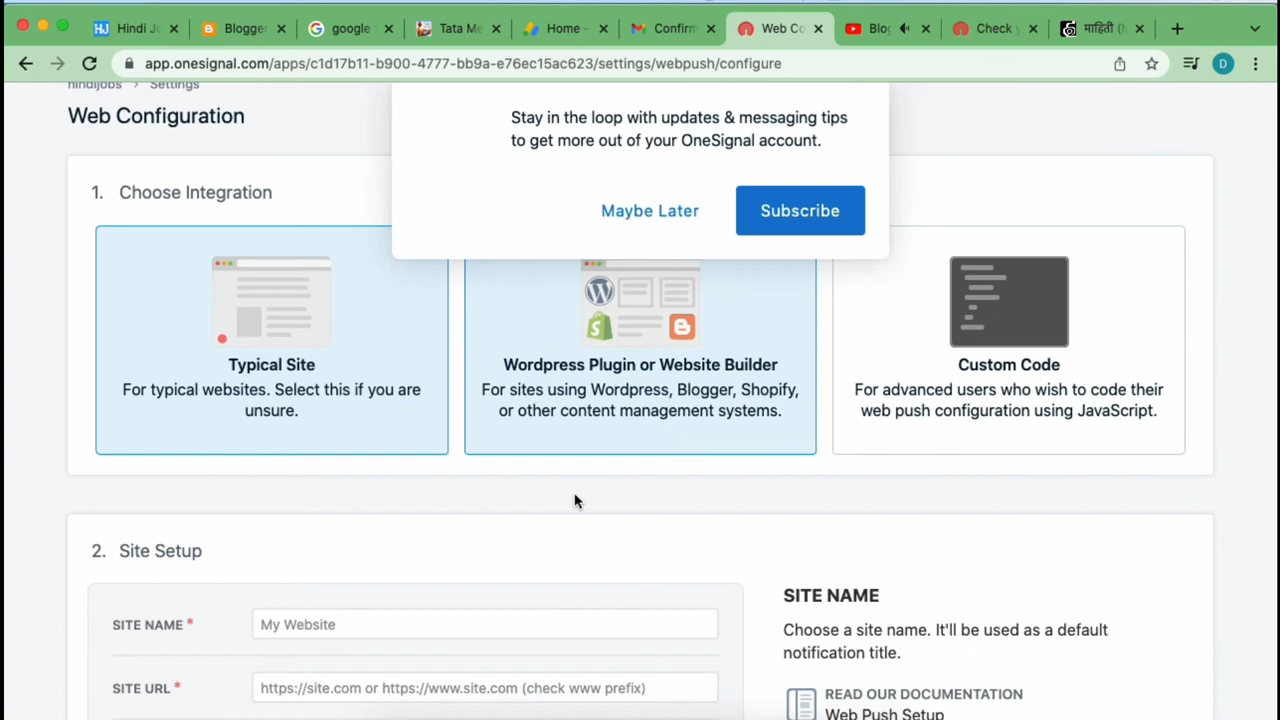 Hindi J
Blogger
google
Tata Me
Home –
Confirm
Web Co
Blog
Check
माहिती (
app.onesignal.com/apps/c1d17b11-b900-4777-bb9a-e76ec15ac623/settings/webpush/configure
D
hindijobs > Settings
Web Configuration
Stay in the loop with updates & messaging tips
to get more out of your OneSignal account.
Maybe Later
Subscribe
1. Choose Integration
Typical Site
For typical websites. Select this if you are
unsure.
Wordpress Plugin or Website Builder
For sites using Wordpress, Blogger, Shopify,
or other content management systems.
Custom Code
For advanced users who wish to code their
web push configuration using JavaScript.
2. Site Setup
SITE NAME *
My Website
SITE URL *
https://site.com or https://www.site.com (check www prefix)
SITE NAME
Choose a site name. It'll be used as a default
notification title.
READ OUR DOCUMENTATION
Web Push Setup